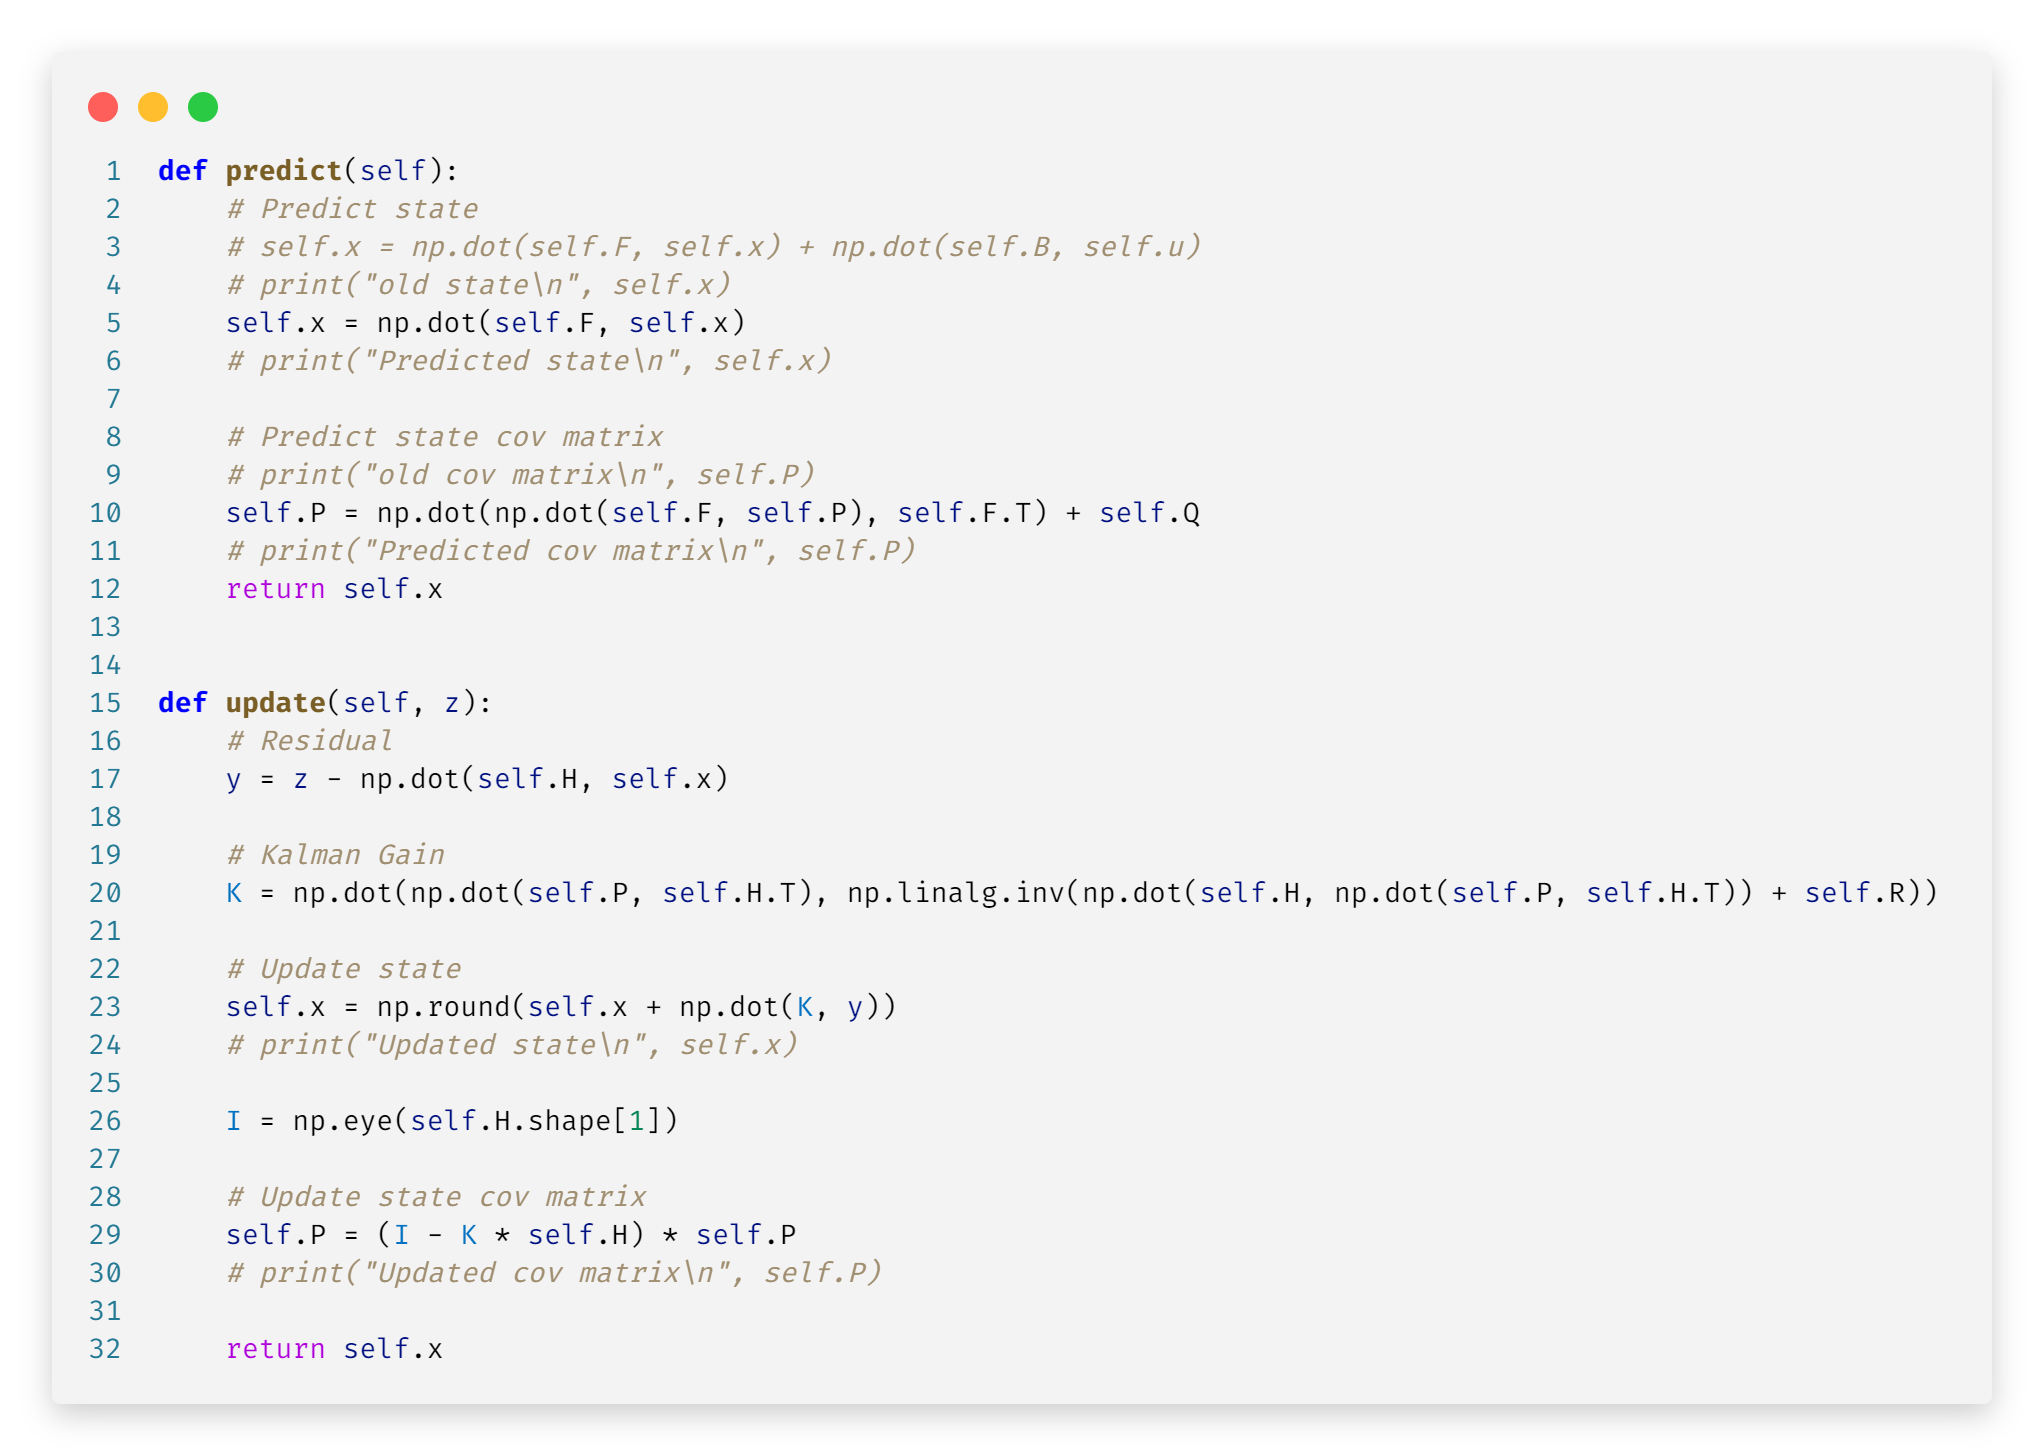 1 def predict(self):
2 # Predict state
3 # self.x = np.dot(self.F, self.x) + np.dot(self.B, self.u)
4 # print("old state\n", self.x)
5 self.x = np.dot(self.F, self.x)
6 # print("Predicted state\n", self.x)
7
8 # Predict state cov matrix
9 # print("old cov matrix\n", self.P)
10 self.P = np.dot(np.dot(self.F, self.P), self.F.T) + self.Q
11 # print("Predicted cov matrix\n", self.P)
12 return self.x
13
14
15 def update(self, z):
16 # Residual
17 y = z - np.dot(self.H, self.x)
18
19 # Kalman Gain
20 K = np.dot(np.dot(self.P, self.H.T), np.linalg.inv(np.dot(self.H, np.dot(self.P, self.H.T)) + self.R))
21
22 # Update state
23 self.x = np.round(self.x + np.dot(K, y))
24 # print("Updated state\n", self.x)
25
26 I = np.eye(self.H.shape[1])
27
28 # Update state cov matrix
29 self.P = (I - K * self.H) * self.P
30 # print("Updated cov matrix\n", self.P)
31
32 return self.x